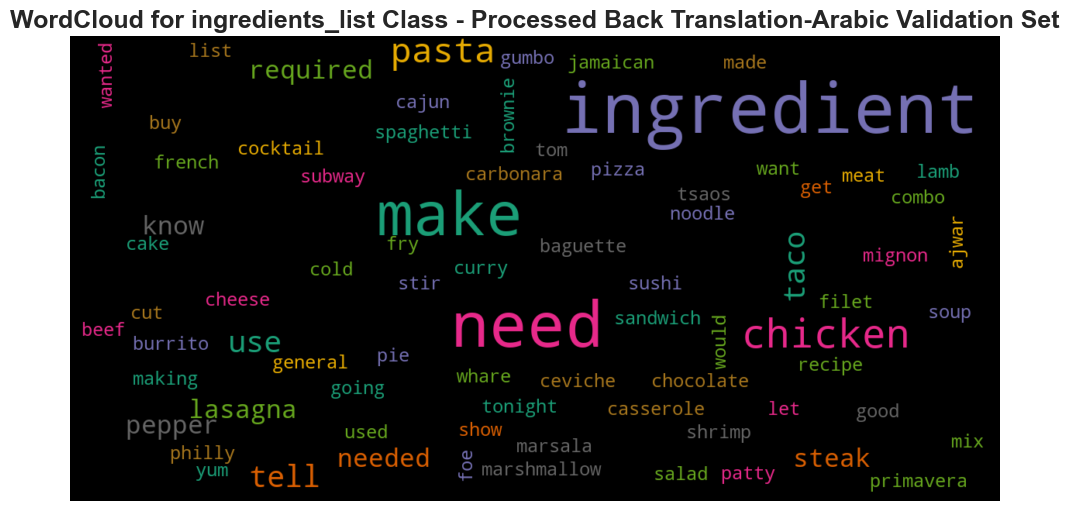 WordCloud for ingredients_list Class - Processed Back Translation-Arabic Validation Set
wanted
list
required
pasta
gumbo
jamaican
made
ingredient
buy
cajun
brownie
spaghetti
bacon
french
cocktail
subway
tom
carbonara
pizza
want
get
meat
lamb
combo
make
tsaos
noodle
know
cake
fry
baguette
taco
mignon
ajwar
cold
curry
stir
sushi
cheese
filet
soup
cut
beef
burrito
use
need
sandwich
would
chicken
general
pie
recipe
making
going
whare
ceviche
chocolate
lasagna
tonight
casserole
let
good
pepper
used
show
marsala
shrimp
mix
philly
yum
needed
foe
marshmallow
steak
tell
salad
patty
primavera